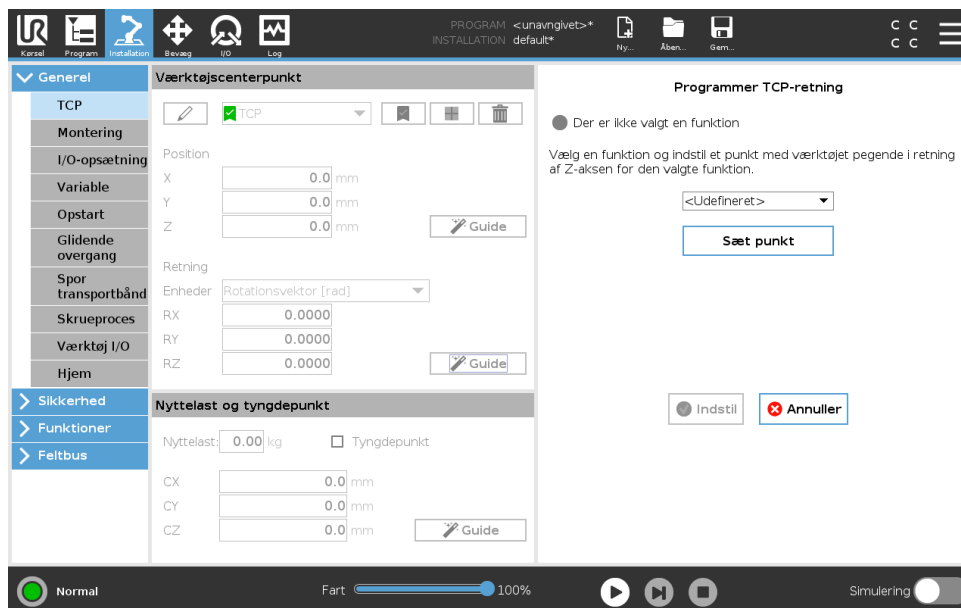 PROGRAM <unavngivet>*
INSTALLATION default*
C C
C C
Kørsel Program Installation Bevæg I/O Log Ny... Åben... Gem...
Generel
TCP
Montering
I/O-opsætning
Variable
Opstart
Glidende
overgang
Spor
transportbånd
Skrueproces
Værktøj I/O
Hjem
Sikkerhed
Funktioner
Feltbus
Værktøjscenterpunkt
TCP
Position
X 0.0 mm
Y 0.0 mm
Z 0.0 mm Guide
Retning
Enheder Rotationsvektor [rad]
RX 0.0000
RY 0.0000
RZ 0.0000 Guide
Nyttelast og tyngdepunkt
Nyttelast: 0.00 kg Tyngdepunkt
CX 0.0 mm
CY 0.0 mm
CZ 0.0 mm Guide
Programmer TCP-retning
Der er ikke valgt en funktion
Vælg en funktion og indstil et punkt med værktøjet pegende i retning
af Z-aksen for den valgte funktion.
<Udefineret>
Sæt punkt
Indstil Annuller
Normal Fart 100% Simulering